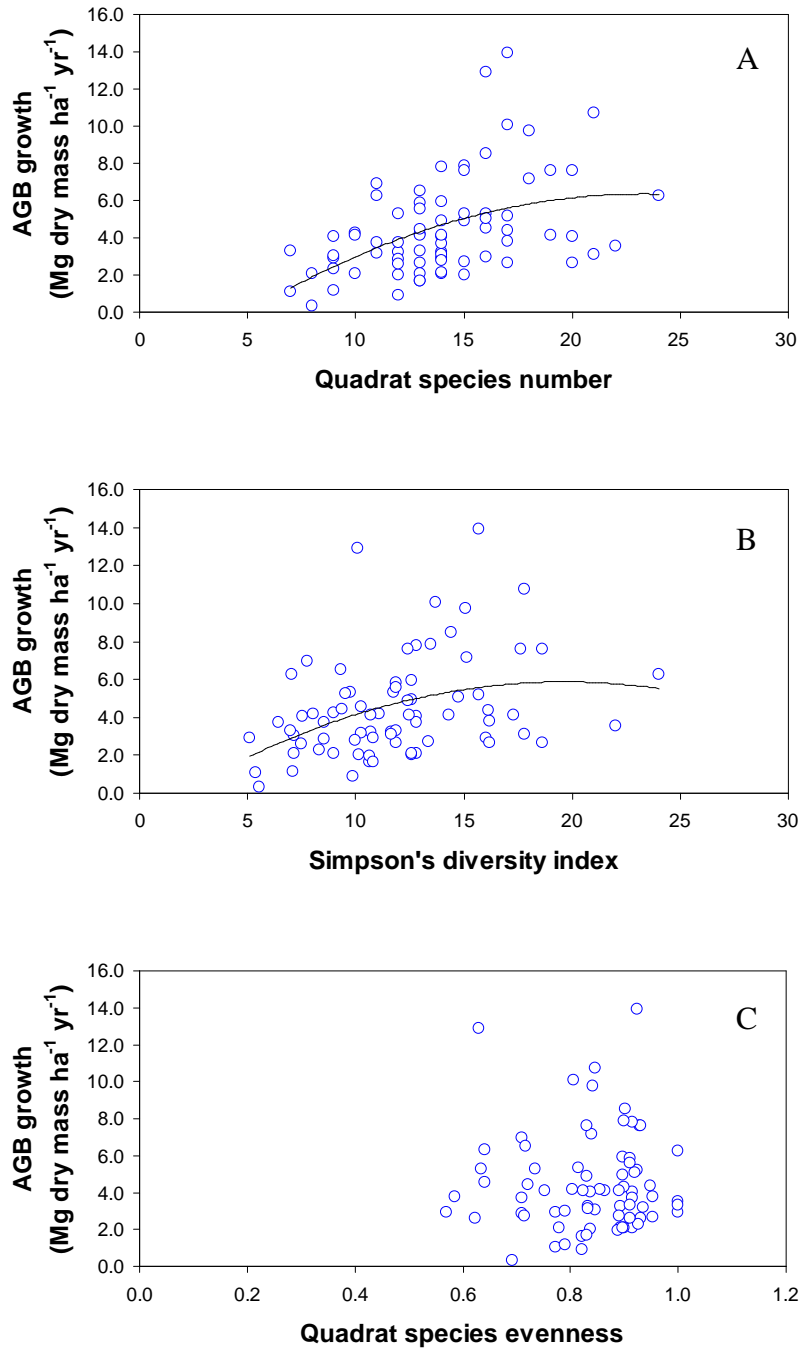 16.0
14.0
12.0
10.0
8.0
6.0
4.0
2.0
0.0
AGB growth
(Mg dry mass ha⁻¹ yr⁻¹)
A
0 5 10 15 20 25 30
Quadrat species number
16.0
14.0
12.0
10.0
8.0
6.0
4.0
2.0
0.0
AGB growth
(Mg dry mass ha⁻¹ yr⁻¹)
B
0 5 10 15 20 25 30
Simpson's diversity index
16.0
14.0
12.0
10.0
8.0
6.0
4.0
2.0
0.0
AGB growth
(Mg dry mass ha⁻¹ yr⁻¹)
C
0.0 0.2 0.4 0.6 0.8 1.0 1.2
Quadrat species evenness